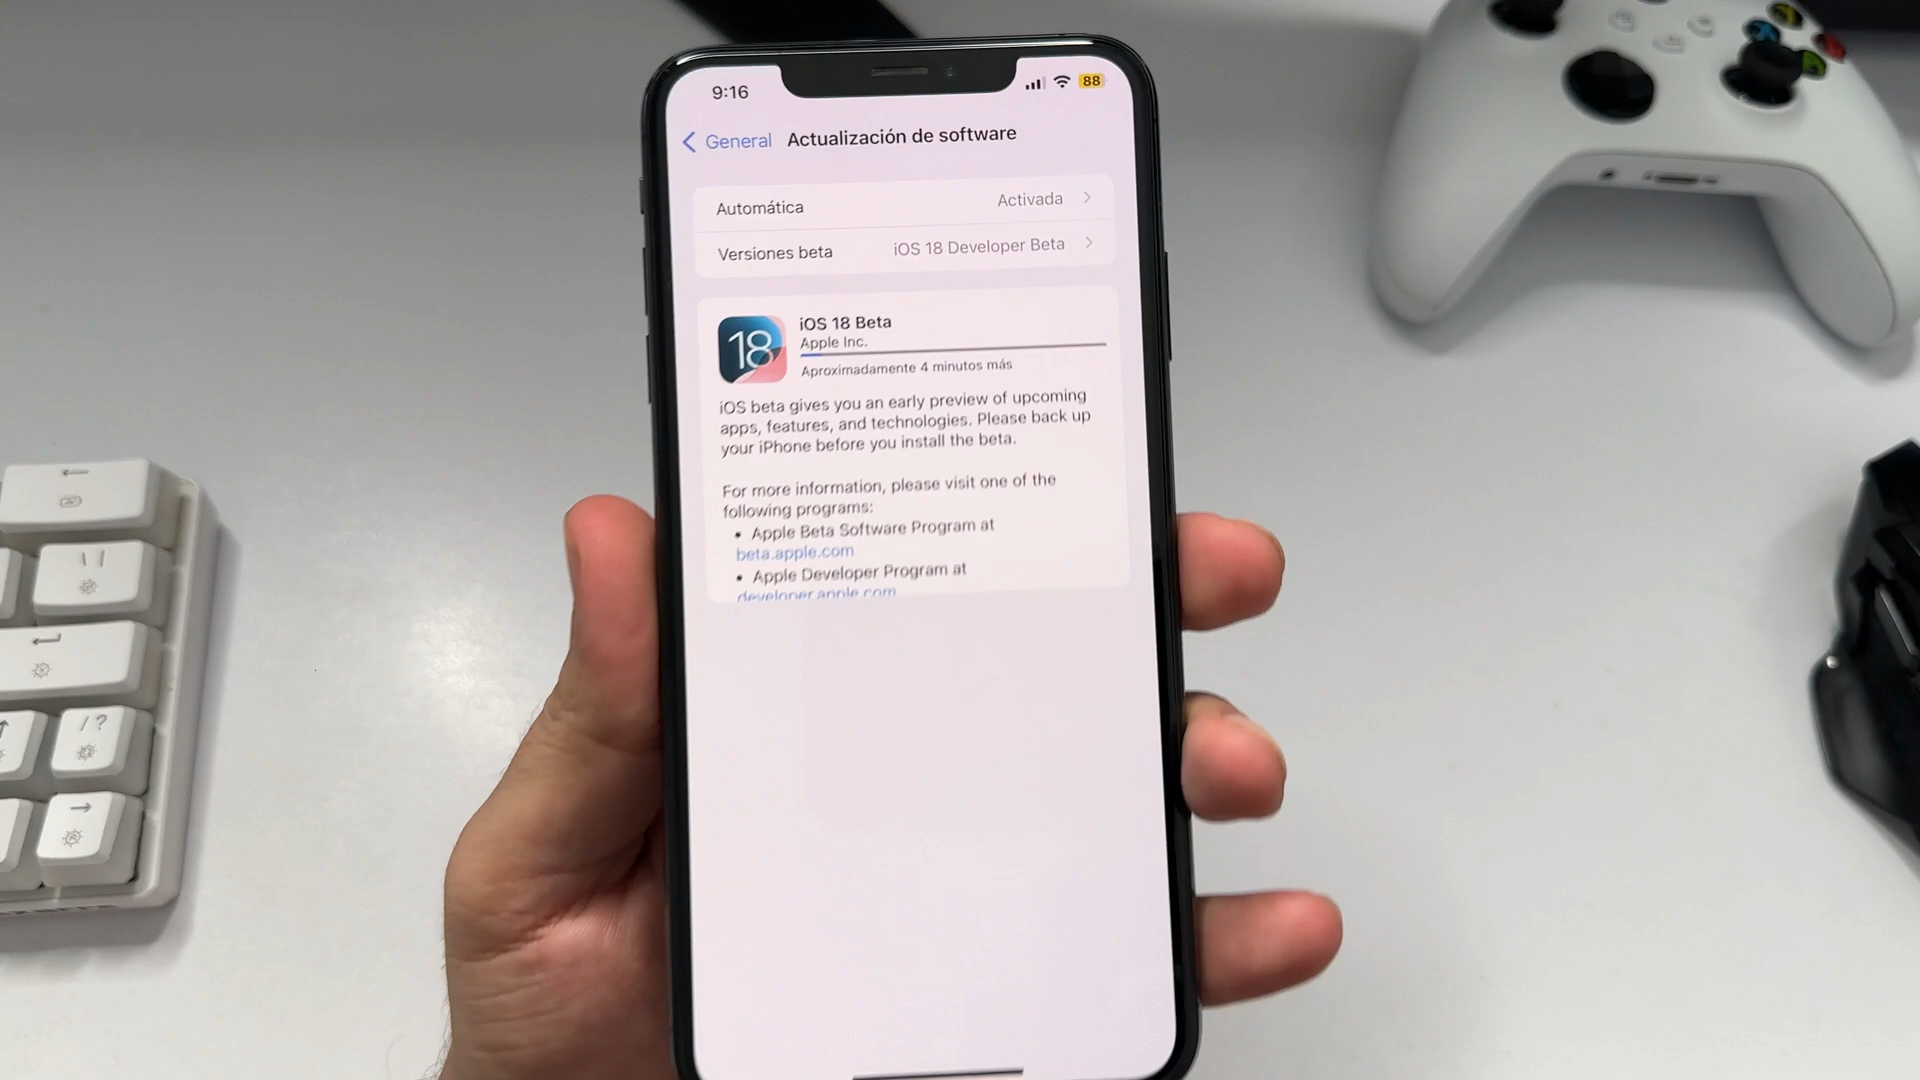 9:16
88
General
Actualización de software
Automática
Activada
Versiones beta
iOS 18 Developer Beta
18
iOS 18 Beta
Apple Inc.
Aproximadamente 4 minutos más
iOS beta gives you an early preview of upcoming
apps, features, and technologies. Please back up
your iPhone before you install the beta.
For more information, please visit one of the
following programs:
• Apple Beta Software Program at
beta.apple.com
• Apple Developer Program at
developer.apple.com
/ ?